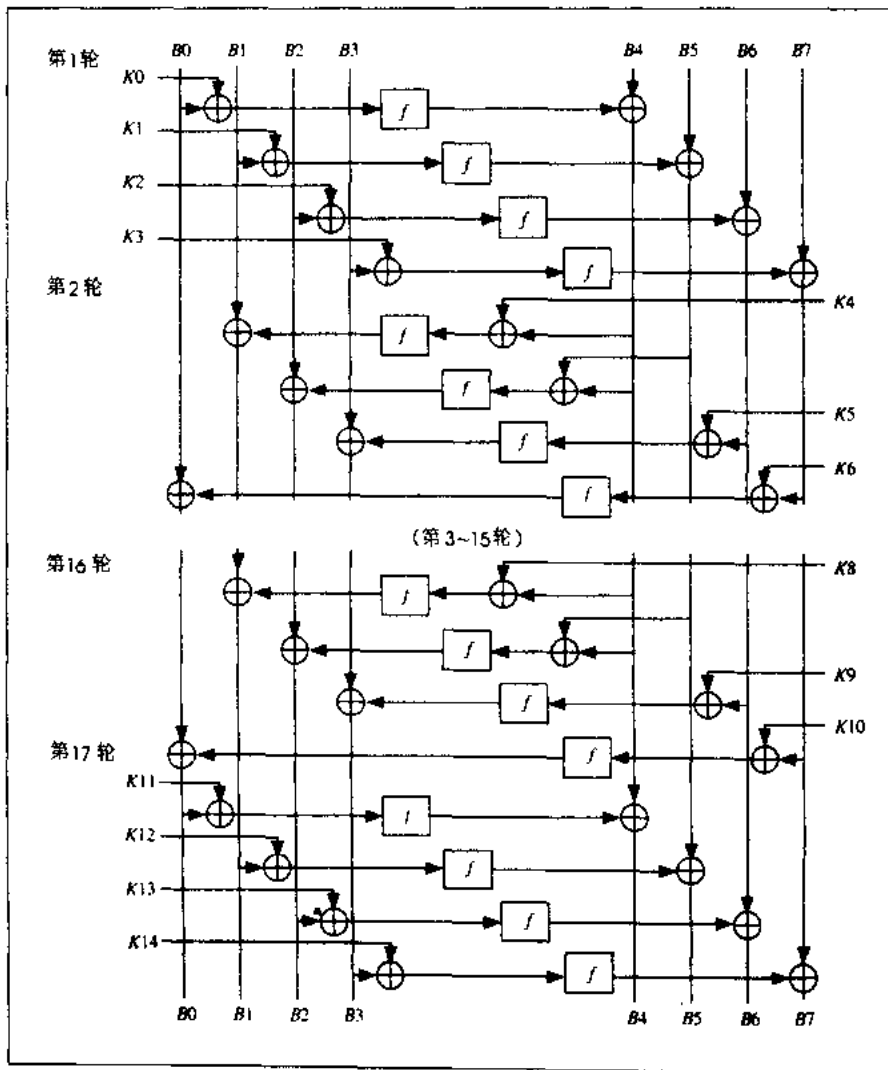 第1轮 B0 B1 B2 B3 B4 B5 B6 B7
K0
f
K1
f
K2
f
K3
f
第2轮
K4
f
f
K5
f
K6
f
(第3~15轮)
第16轮
K8
f
f
K9
f
K10
第17轮
f
K11
f
K12
f
K13
f
K14
f
B0 B1 B2 B3 B4 B5 B6 B7